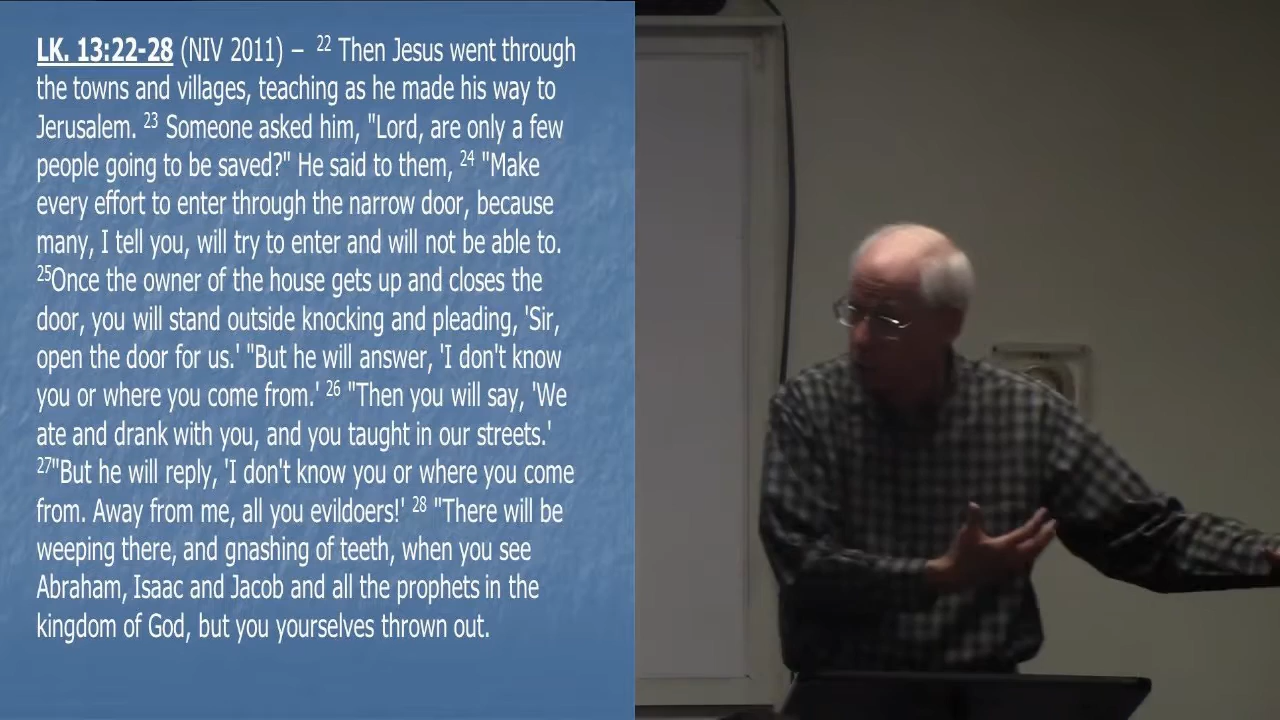 LK. 13:22-28 (NIV 2011) – 22 Then Jesus went through
the towns and villages, teaching as he made his way to
Jerusalem. 23 Someone asked him, "Lord, are only a few
people going to be saved?" He said to them, 24 "Make
every effort to enter through the narrow door, because
many, I tell you, will try to enter and will not be able to.
25Once the owner of the house gets up and closes the
door, you will stand outside knocking and pleading, 'Sir,
open the door for us.' "But he will answer, 'I don't know
you or where you come from.' 26 "Then you will say, 'We
ate and drank with you, and you taught in our streets.'
27"But he will reply, 'I don't know you or where you come
from. Away from me, all you evildoers!' 28 "There will be
weeping there, and gnashing of teeth, when you see
Abraham, Isaac and Jacob and all the prophets in the
kingdom of God, but you yourselves thrown out.